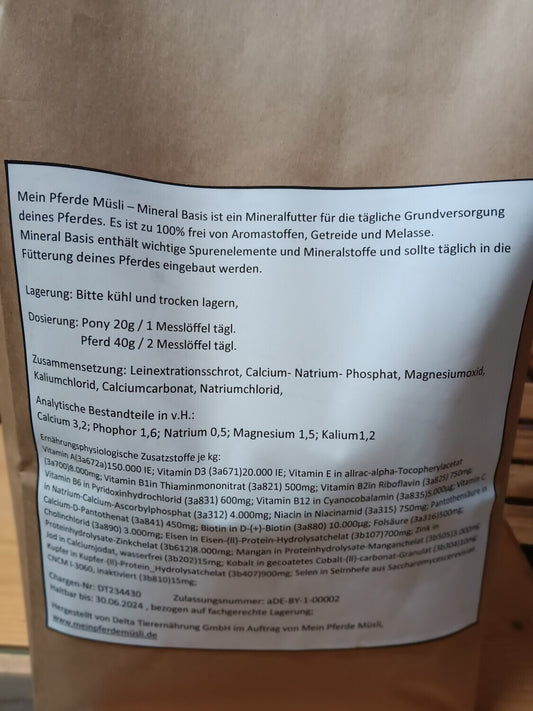 Mein Pferde Müsli – Mineral Basis ist ein Mineralfutter für die tägliche Grundversorgung
deines Pferdes. Es ist zu 100% frei von Aromastoffen, Getreide und Melasse.
Mineral Basis enthält wichtige Spurenelemente und Mineralstoffe und sollte täglich in die
Fütterung deines Pferdes eingebaut werden.
Lagerung: Bitte kühl und trocken lagern,
Dosierung: Pony 20g / 1 Messlöffel tägl.
Pferd 40g / 2 Messlöffel tägl.
Zusammensetzung: Leinextrationsschrot, Calcium- Natrium- Phosphat, Magnesiumoxid,
Kaliumchlorid, Calciumcarbonat, Natriumchlorid,
Analytische Bestandteile in v.H.:
Calcium 3,2; Phophor 1,6; Natrium 0,5; Magnesium 1,5; Kalium1,2
Ernährungsphysiologische Zusatzstoffe je kg:
Vitamin A(3a672a)150.000 IE; Vitamin D3 (3a671)20.000 IE; Vitamin E in allrac-alpha-Tocopherylacetat
(3a700)8.000mg; Vitamin B1in Thiaminmononitrat (3a821) 500mg; Vitamin B2in Riboflavin (3a825)750mg;
Vitamin B6 in Pyridoxinhydrochlorid (3a831) 600mg; Vitamin B12 in Cyanocobalamin (3a835)5.000µg; Vitamin C
in Natrium-Calcium-Ascorbylphosphat (3a312) 4.000mg; Niacin in Niacinamid (3a315) 750mg; Pantothensäure in
Calcium-D-Pantothenat (3a841) 450mg; Biotin in D-(+)-Biotin (3a880) 10.000µg; Folsäure (3a316)500mg;
Cholinchlorid (3a890) 3.000mg; Eisen in Eisen-(II)-Protein-Hydrolysatchelat (3b107)700mg; Zink in
Proteinhydrolysate-Zinkchelat (3b612)8.000mg; Mangan in Proteinhydrolysate-Manganchelat (3b505)3.000mg
Jod in Calciumjodat, wasserfrei (3b202)15mg; Kobalt in gecoatetes Cobalt-(II)-carbonat-Granulat (3b304)10mg;
Kupfer in Kupfer-(II)-Protein_Hydrolysatchelat (3b407)900mg; Selen in Selnhefe aus Saccharomycescerevisiae
CNCM I-3060, inaktiviert (3b810)15mg;
Chargen-Nr: DT234430 Zulassungsnummer: aDE-BY-1-00002
Haltbar bis: 30.06.2024 , bezogen auf fachgerechte Lagerung;
Hergestellt von Delta Tierernährung GmbH im Auftrag von Mein Pferde Müsli,
www.meinpferdemüsli.de